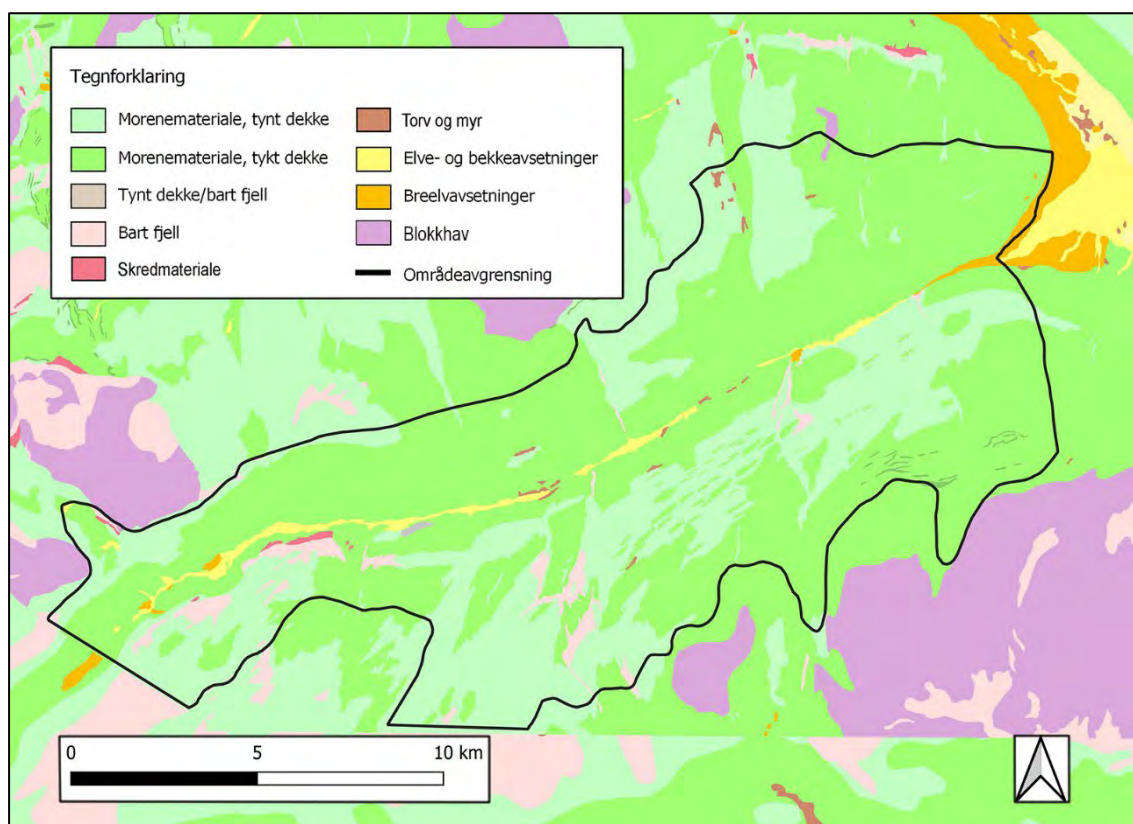 Tegnforklaring
Morenemateriale, tynt dekke
Morenemateriale, tykt dekke
Tynt dekke/bart fjell
Bart fjell
Skredmateriale
Torv og myr
Elve- og bekkeavsetninger
Breelvavsetninger
Blokkhav
Områdeavgrensning
0 5 10 km